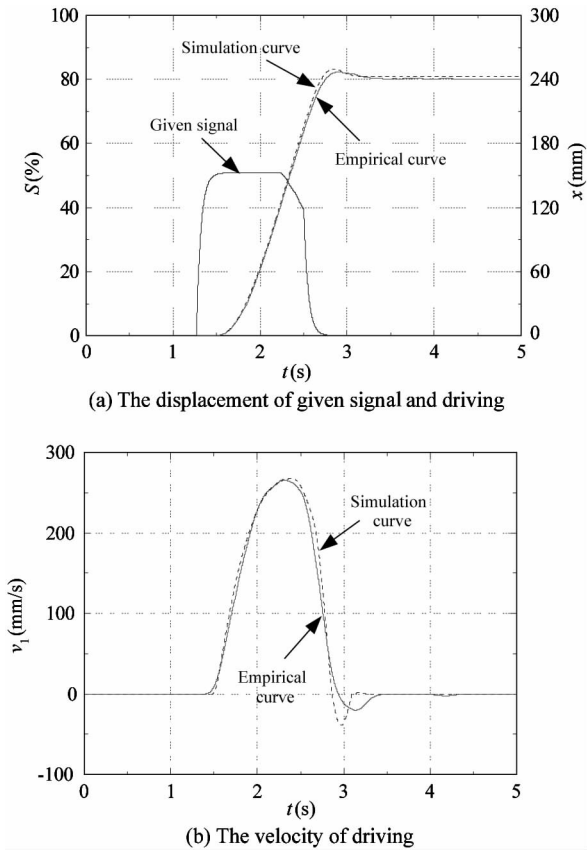 100
80
60
40
20
0
S(%)
300
240
180
120
60
0
x(mm)
Simulation curve
Given signal
Empirical curve
0
1
2
3
4
5
t(s)
(a) The displacement of given signal and driving
300
200
100
0
-100
v1(mm/s)
Simulation
curve
Empirical
curve
0
1
2
3
4
5
t(s)
(b) The velocity of driving